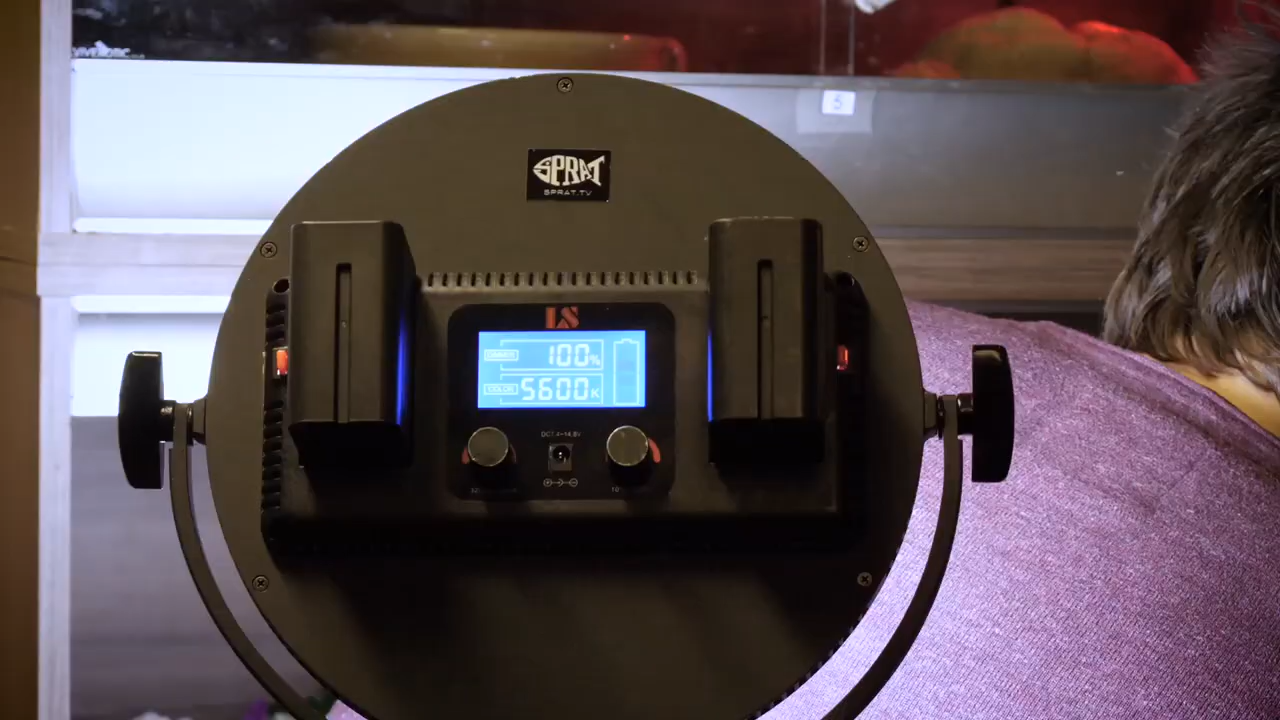 5
SPRAT
SPRAT.TV
LS
DIMMER 100%
COLOR 5600K
DC7.4~14.8V